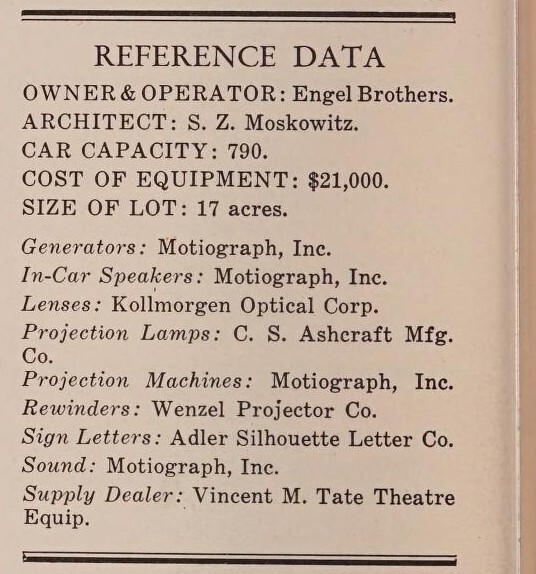 REFERENCE DATA
OWNER & OPERATOR: Engel Brothers.
ARCHITECT: S. Z. Moskowitz.
CAR CAPACITY: 790.
COST OF EQUIPMENT: $21,000.
SIZE OF LOT: 17 acres.
Generators: Motiograph, Inc.
In-Car Speakers: Motiograph, Inc.
Lenses: Kollmorgen Optical Corp.
Projection Lamps: C. S. Ashcraft Mfg.
Co.
Projection Machines: Motiograph, Inc.
Rewinders: Wenzel Projector Co.
Sign Letters: Adler Silhouette Letter Co.
Sound: Motiograph, Inc.
Supply Dealer: Vincent M. Tate Theatre
Equip.